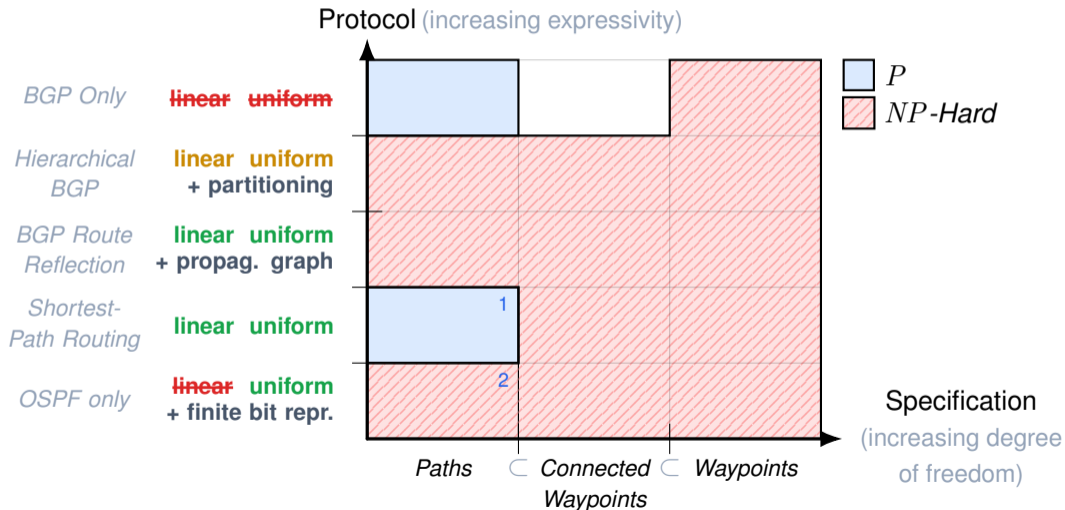 Protocol (increasing expressivity)
BGP Only
linear uniform
Hierarchical
BGP
linear uniform
+ partitioning
BGP Route
Reflection
linear uniform
+ propag. graph
Shortest-
Path Routing
linear uniform
OSPF only
linear uniform
+ finite bit repr.
1
2
P
NP-Hard
Specification
(increasing degree
of freedom)
Paths ⊂ Connected ⊂ Waypoints
Waypoints